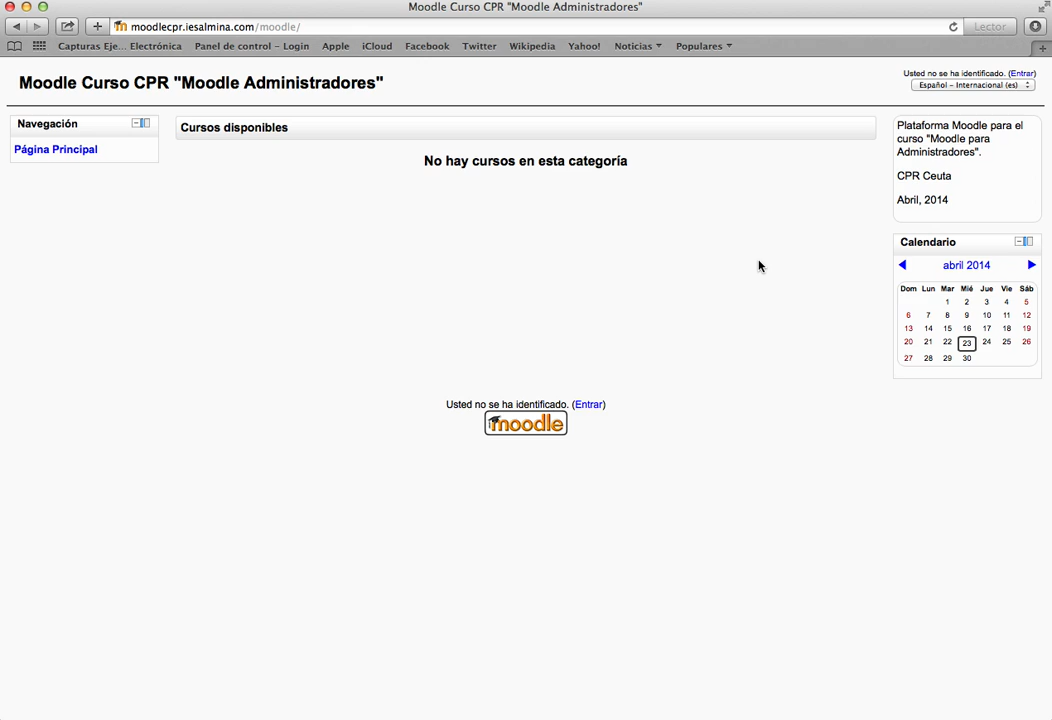 Moodle Curso CPR "Moodle Administradores"
moodlecpr.iesalmina.com/moodle/
Lector
Capturas Eje... Electrónica
Panel de control – Login
Apple
iCloud
Facebook
Twitter
Wikipedia
Yahoo!
Noticias
Populares
Moodle Curso CPR "Moodle Administradores"
Usted no se ha identificado. (Entrar)
Español - Internacional (es)
Navegación
Página Principal
Cursos disponibles
No hay cursos en esta categoría
Plataforma Moodle para el
curso "Moodle para
Administradores".
CPR Ceuta
Abril, 2014
Calendario
abril 2014
Dom Lun Mar Mié Jue Vie Sáb
1 2 3 4 5
6 7 8 9 10 11 12
13 14 15 16 17 18 19
20 21 22 23 24 25 26
27 28 29 30
Usted no se ha identificado. (Entrar)
moodle